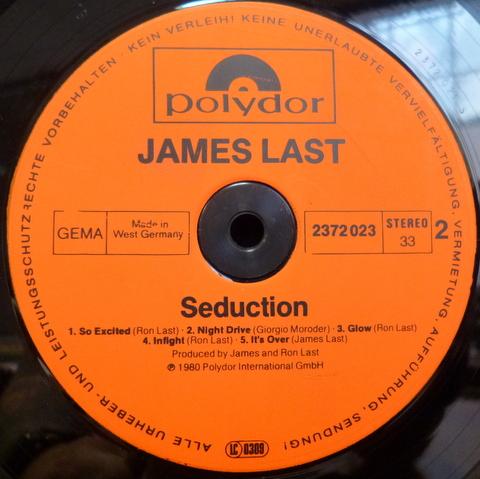 ALLE URHEBER- UND LEISTUNGSSCHUTZRECHTE VORBEHALTEN · KEIN VERLEIH! KEINE UNERLAUBTE VERVIELFÄLTIGUNG, VERMIETUNG, AUFFÜHRUNG, SENDUNG!
polydor
JAMES LAST
GEMA
Made in
West Germany
2372 023
STEREO
33
2
Seduction
1. So Excited (Ron Last) · 2. Night Drive (Giorgio Moroder) · 3. Glow (Ron Last)
4. Infight (Ron Last) · 5. It's Over (James Last)
Produced by James and Ron Last
℗ 1980 Polydor International GmbH
LC 0309